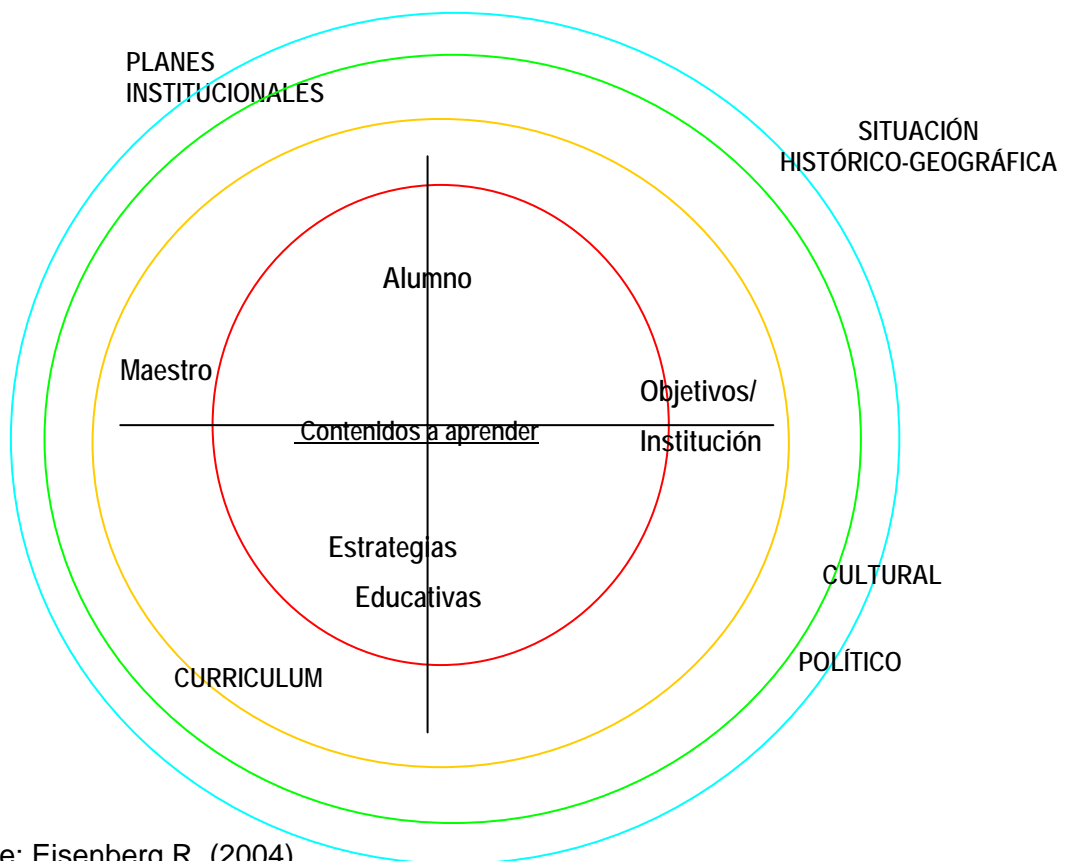 PLANES
INSTITUCIONALES
SITUACIÓN
HISTÓRICO-GEOGRÁFICA
Alumno
Maestro
Objetivos/
Contenidos a aprender
Institución
Estrategias
Educativas
CULTURAL
POLÍTICO
CURRICULUM
e: Eisenberg R. (2004)